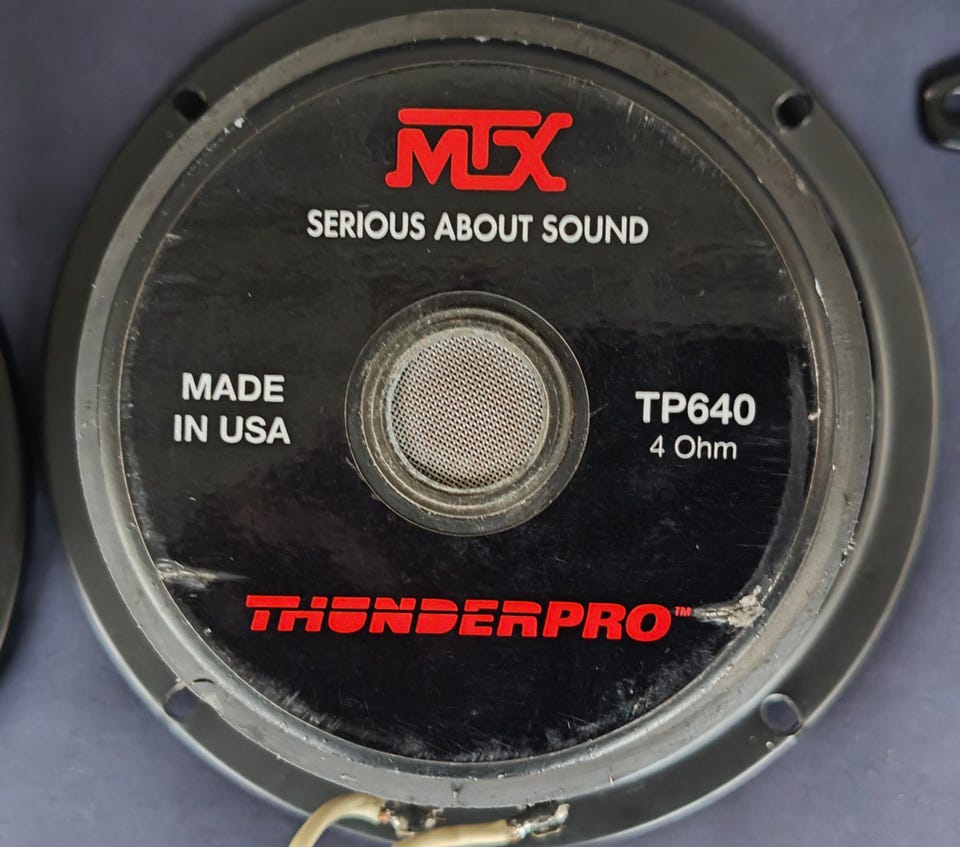 MTX
SERIOUS ABOUT SOUND
MADE
IN USA
TP640
4 Ohm
THUNDERPRO™